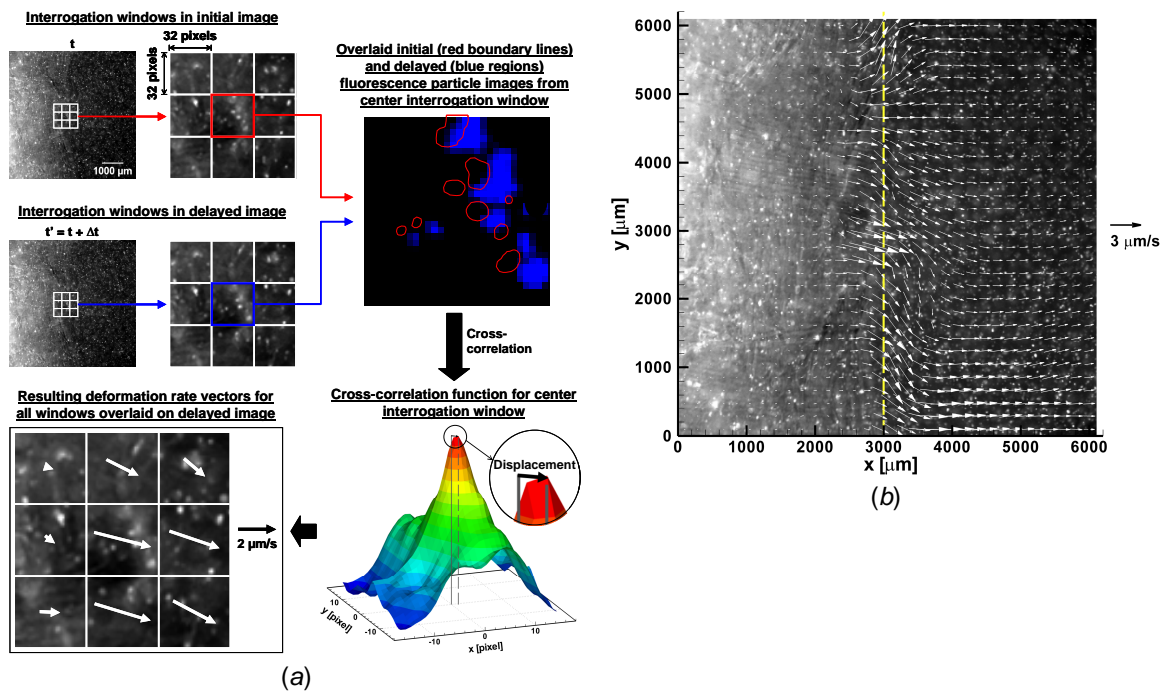 Interrogation windows in initial image
t
32 pixels
32 pixels
1000 µm
Interrogation windows in delayed image
t' = t + Δt
Overlaid initial (red boundary lines)
and delayed (blue regions)
fluorescence particle images from
center interrogation window
Cross-
correlation
Cross-correlation function for center
interrogation window
Displacement
10
0
-10
y [pixel]
-10
0
10
x [pixel]
Resulting deformation rate vectors for
all windows overlaid on delayed image
2 µm/s
(a)
6000
5000
4000
3000
2000
1000
0
y [µm]
0 1000 2000 3000 4000 5000 6000
x [µm]
3 µm/s
(b)